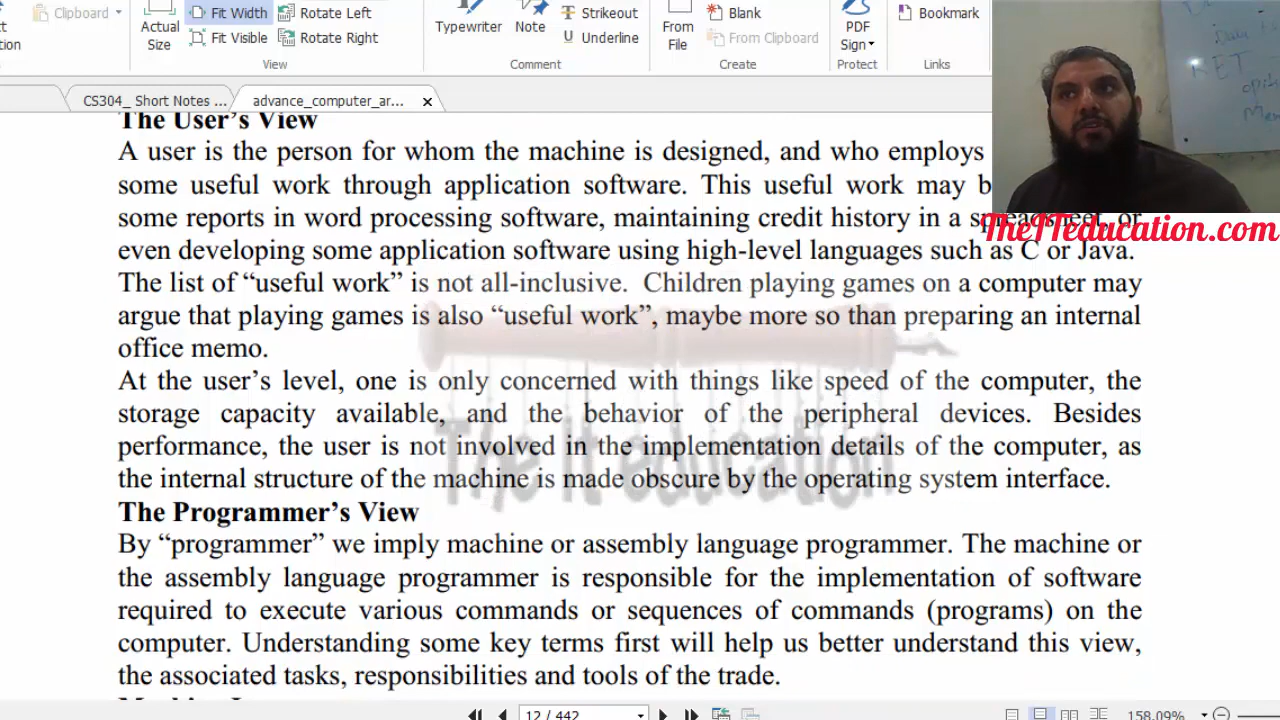 Clipboard
Actual
Size
Fit Width
Fit Visible
Rotate Left
Rotate Right
View
Typewriter
Note
Strikeout
Underline
Comment
From
File
Blank
From Clipboard
Create
PDF
Sign
Protect
Bookmark
Links
CS304_ Short Notes ...
advance_computer_ar...
The User's View
A user is the person for whom the machine is designed, and who employs
some useful work through application software. This useful work may b
some reports in word processing software, maintaining credit history in a spreadsheet, or
TheITeducation.com
even developing some application software using high-level languages such as C or Java.
The list of “useful work” is not all-inclusive. Children playing games on a computer may
argue that playing games is also “useful work”, maybe more so than preparing an internal
office memo.
At the user’s level, one is only concerned with things like speed of the computer, the
storage capacity available, and the behavior of the peripheral devices. Besides
performance, the user is not involved in the implementation details of the computer, as
the internal structure of the machine is made obscure by the operating system interface.
The it education
The Programmer’s View
By “programmer” we imply machine or assembly language programmer. The machine or
the assembly language programmer is responsible for the implementation of software
required to execute various commands or sequences of commands (programs) on the
computer. Understanding some key terms first will help us better understand this view,
the associated tasks, responsibilities and tools of the trade.
12 / 442
158.09%